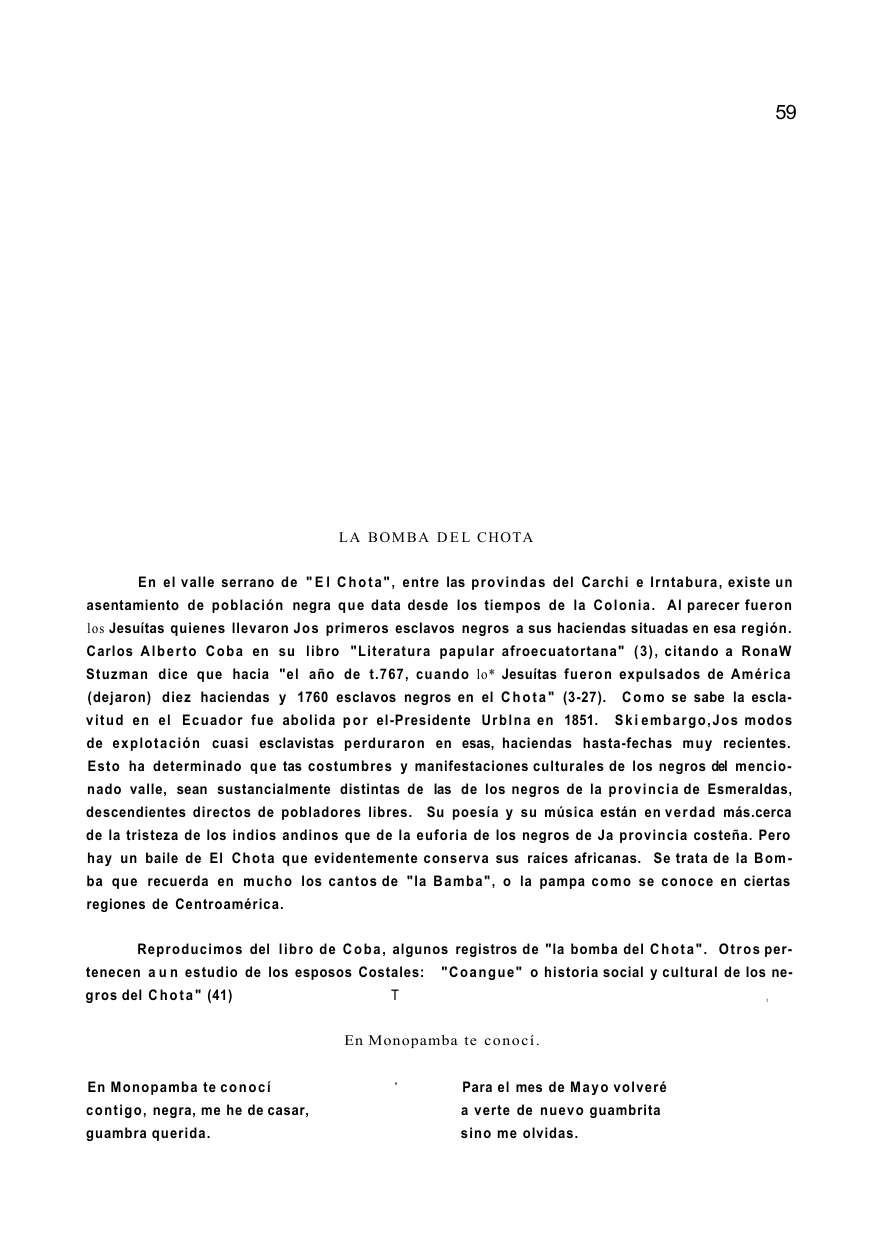 59
LA BOMBA DEL CHOTA
En el valle serrano de "El Chota", entre las provindas del Carchi e Irntabura, existe un
asentamiento de población negra que data desde los tiempos de la Colonia. Al parecer fueron
los Jesuítas quienes llevaron Jos primeros esclavos negros a sus haciendas situadas en esa región.
Carlos Alberto Coba en su libro "Literatura papular afroecuatortana" (3), citando a RonaW
Stuzman dice que hacia "el año de t.767, cuando lo* Jesuítas fueron expulsados de América
(dejaron) diez haciendas y 1760 esclavos negros en el Chota" (3-27). Como se sabe la escla-
vitud en el Ecuador fue abolida por el-Presidente Urblna en 1851. Ski embargo,Jos modos
de explotación cuasi esclavistas perduraron en esas, haciendas hasta-fechas muy recientes.
Esto ha determinado que tas costumbres y manifestaciones culturales de los negros del mencio-
nado valle, sean sustancialmente distintas de las de los negros de la provincia de Esmeraldas,
descendientes directos de pobladores libres. Su poesía y su música están en verdad más.cerca
de la tristeza de los indios andinos que de la euforia de los negros de Ja provincia costeña. Pero
hay un baile de El Chota que evidentemente conserva sus raíces africanas. Se trata de la Bom-
ba que recuerda en mucho los cantos de "la Bamba", o la pampa como se conoce en ciertas
regiones de Centroamérica.
Reproducimos del libro de Coba, algunos registros de "la bomba del Chota". Otros per-
tenecen a un estudio de los esposos Costales: "Coangue" o historia social y cultural de los ne-
gros del Chota" (41) T
En Monopamba te conocí.
En Monopamba te conocí
contigo, negra, me he de casar,
guambra querida.
Para el mes de Mayo volveré
a verte de nuevo guambrita
sino me olvidas.